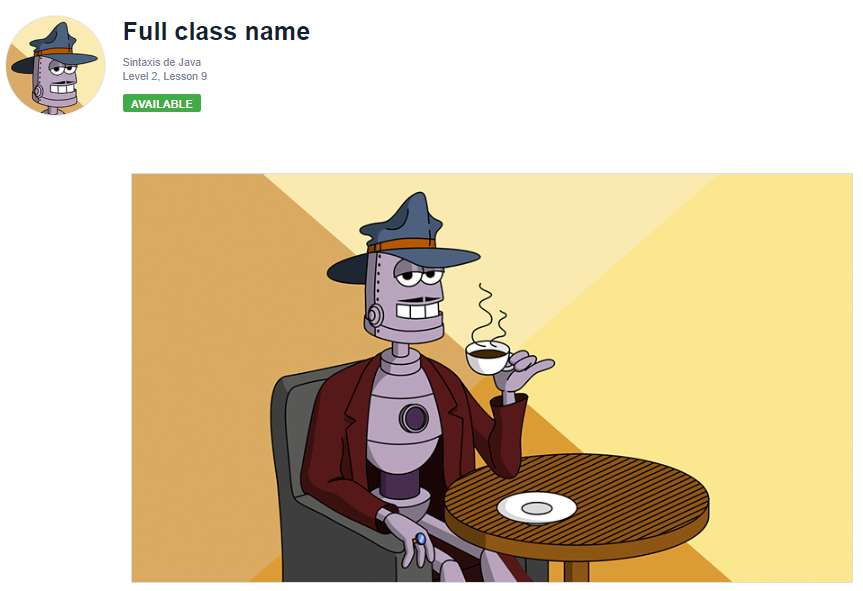 Full class name
Sintaxis de Java
Level 2, Lesson 9
AVAILABLE